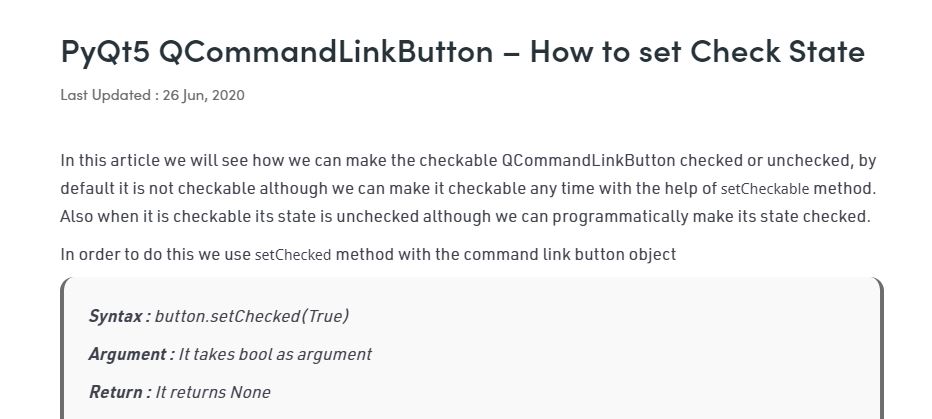 PyQt5 QCommandLinkButton – How to set Check State
Last Updated : 26 Jun, 2020
In this article we will see how we can make the checkable QCommandLinkButton checked or unchecked, by
default it is not checkable although we can make it checkable any time with the help of setCheckable method.
Also when it is checkable its state is unchecked although we can programmatically make its state checked.
In order to do this we use setChecked method with the command link button object
Syntax : button.setChecked(True)
Argument : It takes bool as argument
Return : It returns None